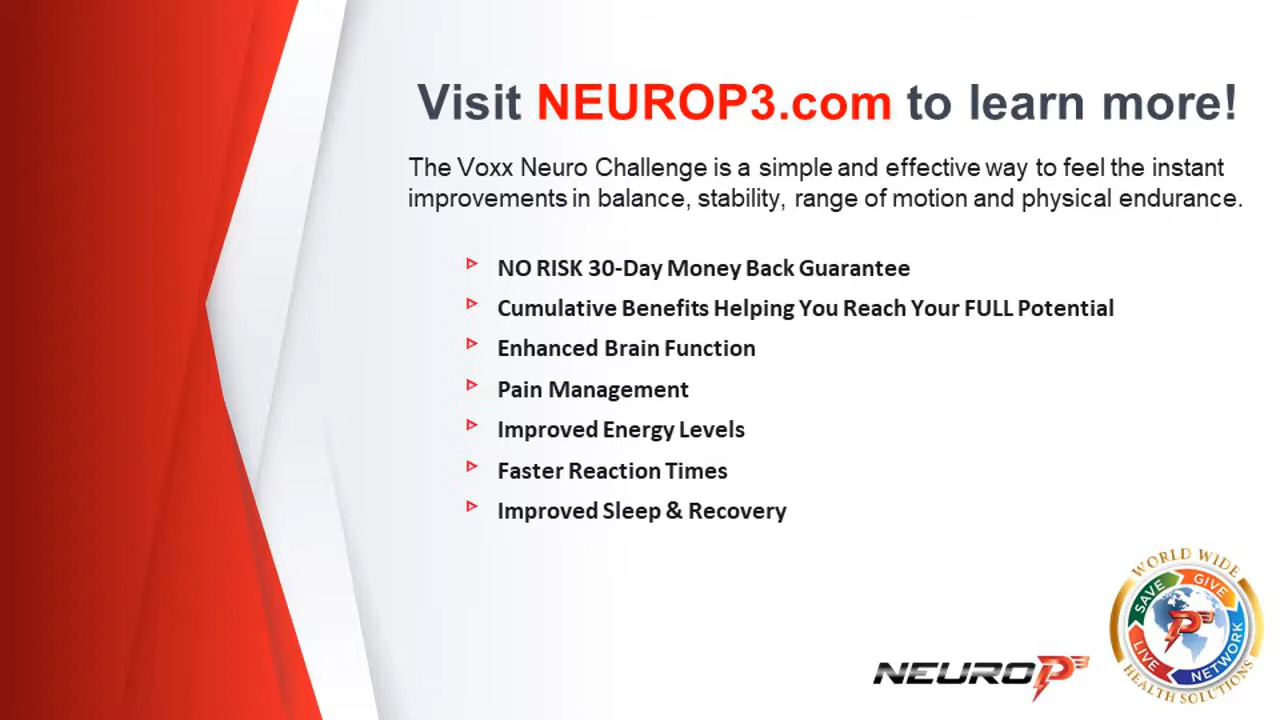 Visit NEUROP3.com to learn more!
The Voxx Neuro Challenge is a simple and effective way to feel the instant
improvements in balance, stability, range of motion and physical endurance.
NO RISK 30-Day Money Back Guarantee
Cumulative Benefits Helping You Reach Your FULL Potential
Enhanced Brain Function
Pain Management
Improved Energy Levels
Faster Reaction Times
Improved Sleep & Recovery
NEUROP3
WORLD WIDE
SAVE
GIVE
P3
LIVE
NETWORK
HEALTH SOLUTIONS